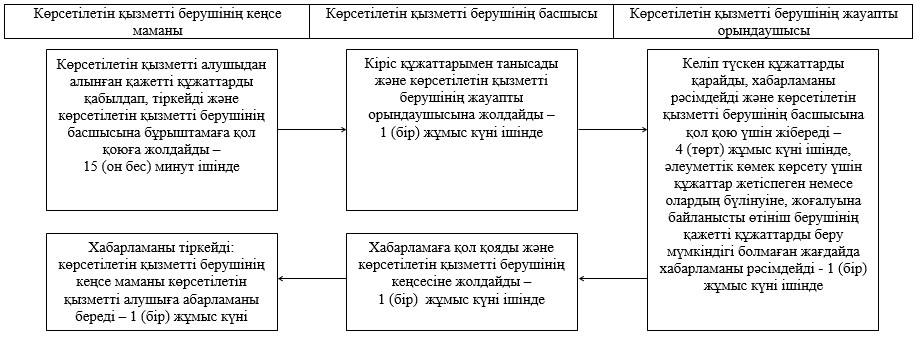 Көрсетілетін қызметті берушінің кеңсе
маманы
Көрсетілетін қызметті берушінің басшысы
Көрсетілетін қызметті берушінің жауапты
орындаушысы
Көрсетілетін қызметті алушыдан
алынған қажетті құжаттарды
қабылдап, тіркейді және
көрсетілетін қызметті берушінің
басшысына бұрыштамаға қол
қоюға жолдайды –
15 (он бес) минут ішінде
Кіріс құжаттарымен танысады
және көрсетілетін қызметті
берушінің жауапты
орындаушысына жолдайды –
1 (бір) жұмыс күні ішінде
Келіп түскен құжаттарды
қарайды, хабарламаны
рәсімдейді және көрсетілетін
қызметті берушінің басшысына
қол қою үшін жібереді –
4 (төрт) жұмыс күні ішінде,
әлеуметтік көмек көрсету үшін
құжаттар жетіспеген немесе
олардың бүлінуіне, жоғалуына
байланысты өтініш берушінің
қажетті құжаттарды беру
мүмкіндігі болмаған жағдайда
хабарламаны рәсімдейді - 1 (бір)
жұмыс күні ішінде
Хабарламаны тіркейді:
көрсетілетін қызметті берушінің
кеңсе маманы көрсетілетін
қызметті алушыға абарламаны
береді – 1 (бір) жұмыс күні
Хабарламаға қол қояды және
көрсетілетін қызметті берушінің
кеңсесіне жолдайды –
1 (бір) жұмыс күні ішінде